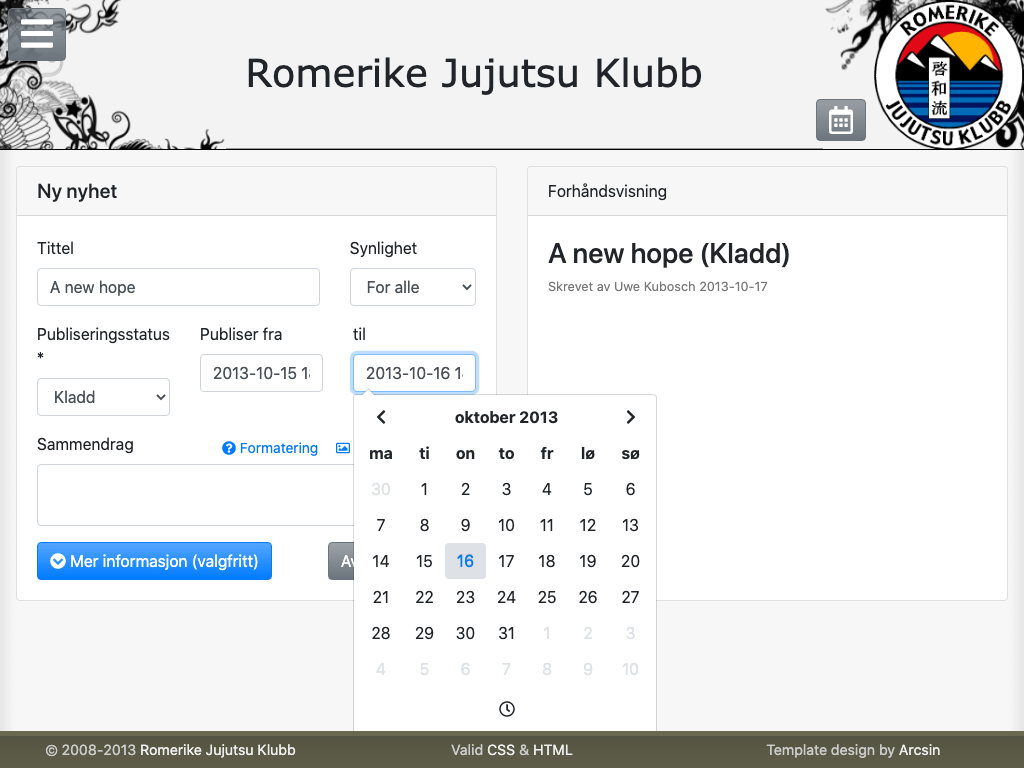 Romerike Jujutsu Klubb
ROMERIKE
啓和流
JUJUTSU KLUBB
Ny nyhet
Tittel
Synlighet
A new hope
For alle
Publiseringsstatus
*
Publiser fra
til
2013-10-15 1
2013-10-16 1
Kladd
Sammendrag
Formatering
Mer informasjon (valgfritt)
oktober 2013
ma ti on to fr lø sø
30 1 2 3 4 5 6
7 8 9 10 11 12 13
14 15 16 17 18 19 20
21 22 23 24 25 26 27
28 29 30 31 1 2 3
4 5 6 7 8 9 10
Forhåndsvisning
A new hope (Kladd)
Skrevet av Uwe Kubosch 2013-10-17
© 2008-2013 Romerike Jujutsu Klubb
Valid CSS & HTML
Template design by Arcsin